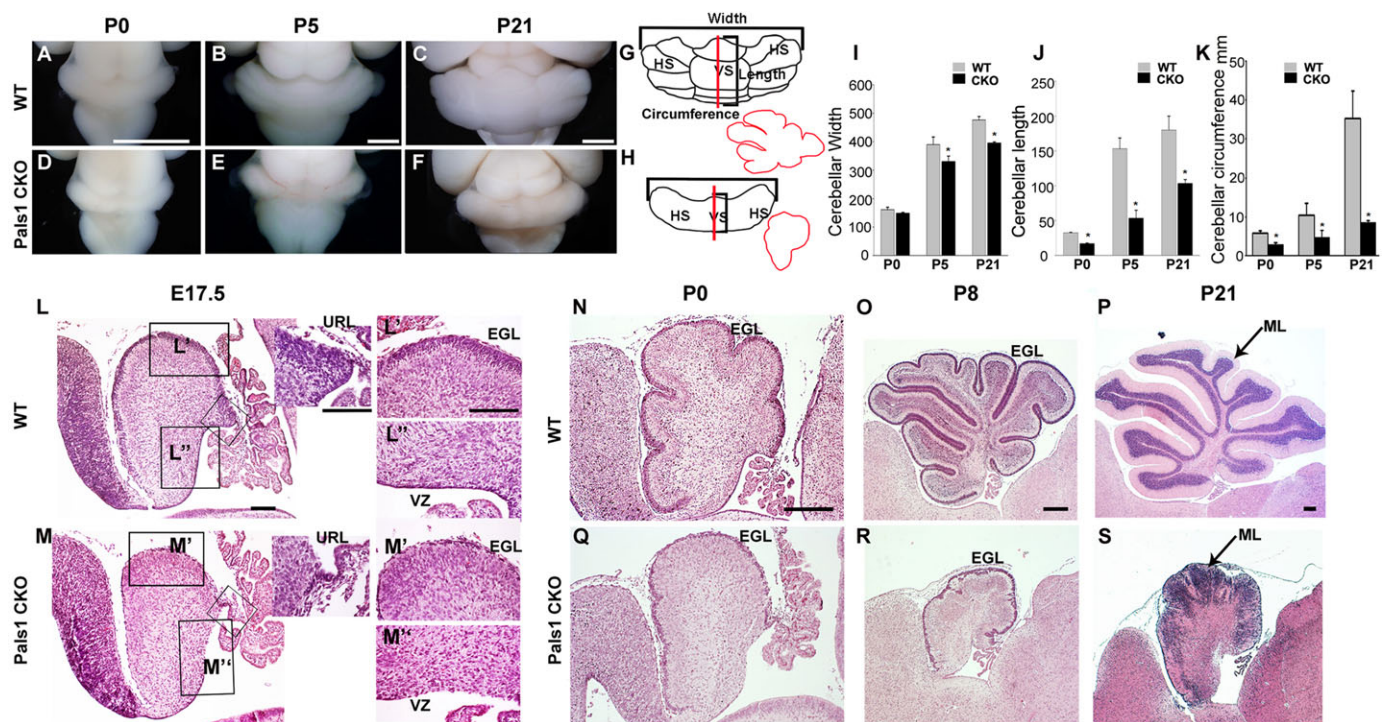 P0 P5 P21
WT
A B C
Pals1 CKO
D E F
G
Width
HS VS HS
Length
Circumference
H
HS VS HS
I
WT
CKO
Cerebellar Width
600
500
400
300
200
100
0
*
*
P0 P5 P21
J
WT
CKO
Cerebellar length
250
200
150
100
50
0
*
*
*
P0 P5 P21
K
WT
CKO
Cerebellar circumference mm
50
40
30
20
10
0
*
*
*
P0 P5 P21
E17.5
WT
L
L'
L''
URL
L'
EGL
L''
VZ
Pals1 CKO
M
M'
M''
URL
M'
EGL
M''
VZ
P0 P8 P21
WT
N
EGL
O
EGL
P
ML
Pals1 CKO
Q
EGL
R
EGL
S
ML